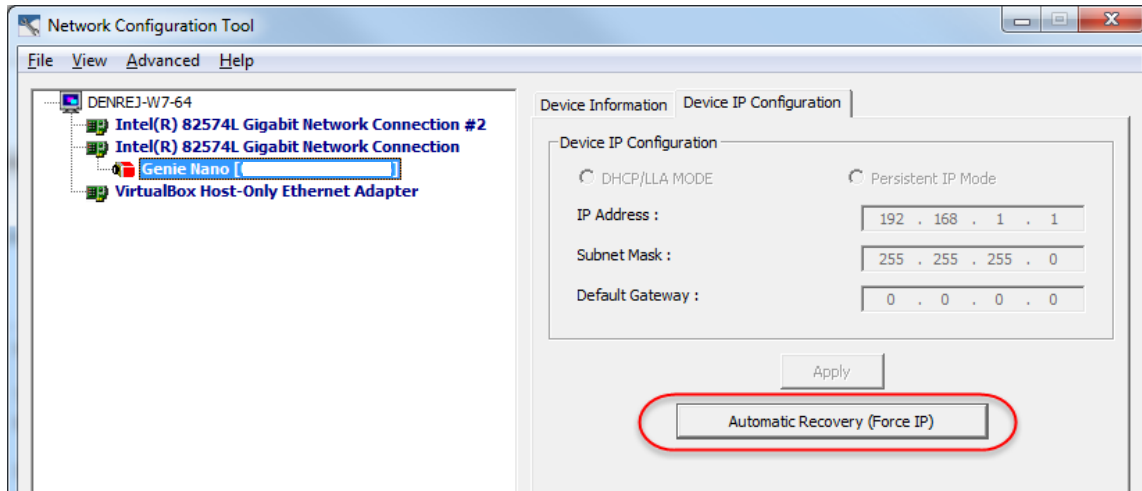 Network Configuration Tool
File View Advanced Help
DENREJ-W7-64
Intel(R) 82574L Gigabit Network Connection #2
Intel(R) 82574L Gigabit Network Connection
Genie Nano [ ]
VirtualBox Host-Only Ethernet Adapter
Device Information Device IP Configuration
Device IP Configuration
DHCP/LLA MODE Persistent IP Mode
IP Address : 192 . 168 . 1 . 1
Subnet Mask : 255 . 255 . 255 . 0
Default Gateway : 0 . 0 . 0 . 0
Apply
Automatic Recovery (Force IP)